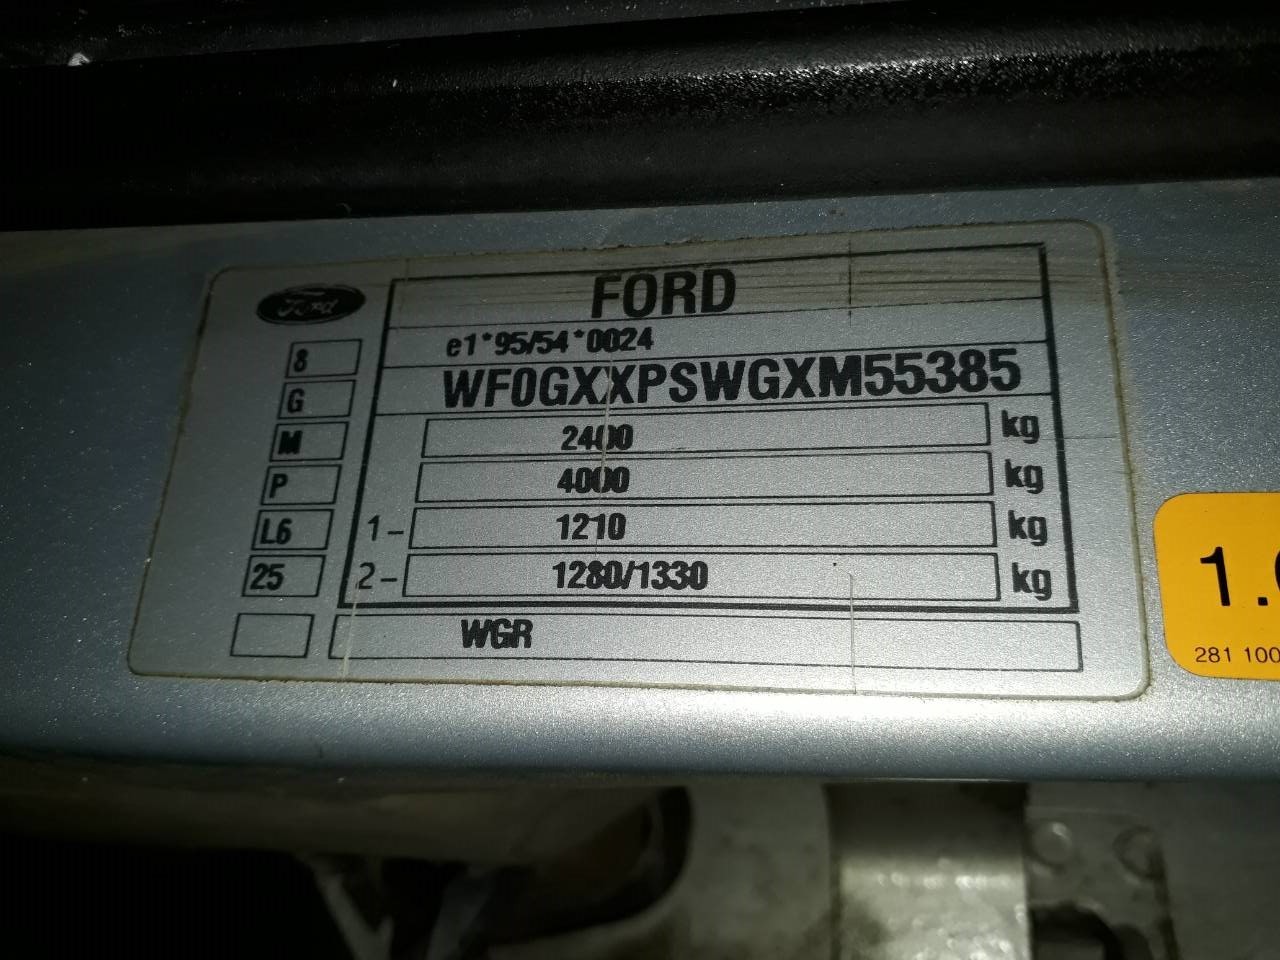 Ford
FORD
e1*95/54*0024
WF0GXXPSWGXM55385
8
G
M
P
L6
25
2400 kg
4000 kg
1- 1210 kg
2- 1280/1330 kg
WGR
281 100